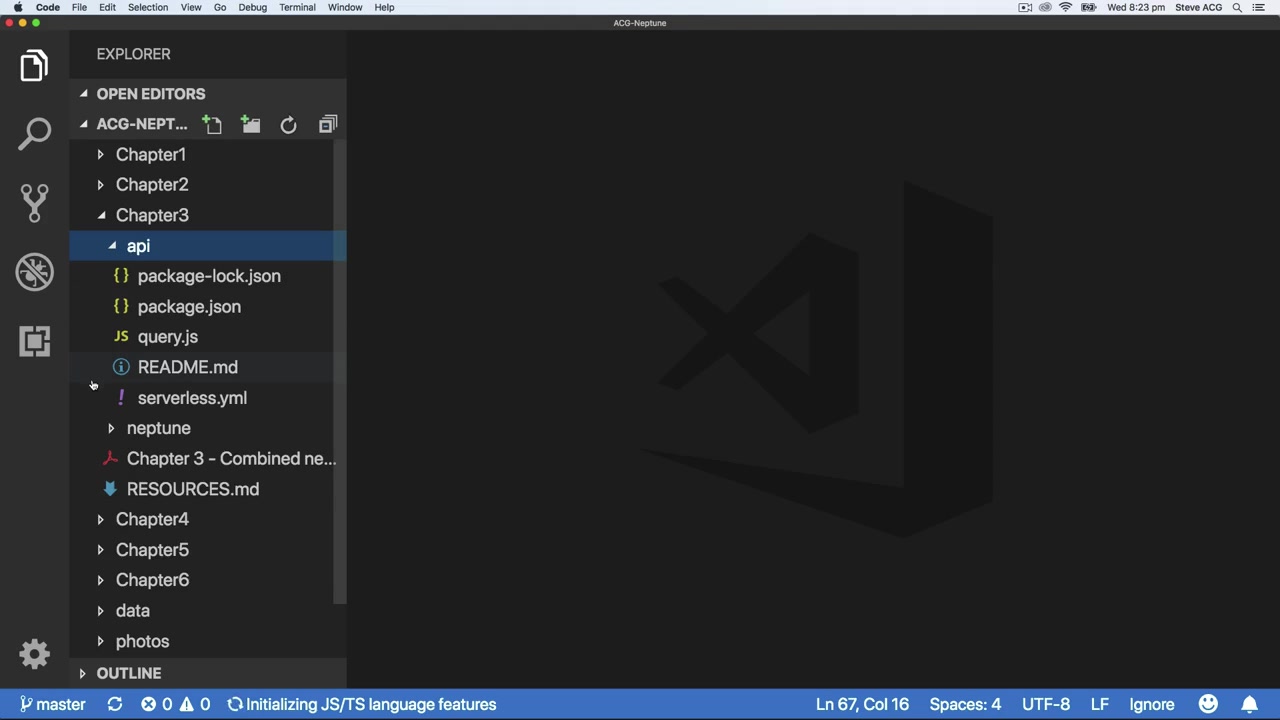 Code File Edit Selection View Go Debug Terminal Window Help Wed 8:23 pm Steve ACG
ACG-Neptune
EXPLORER
OPEN EDITORS
ACG-NEPT...
Chapter1
Chapter2
Chapter3
api
{} package-lock.json
{} package.json
JS query.js
README.md
! serverless.yml
neptune
Chapter 3 - Combined ne...
RESOURCES.md
Chapter4
Chapter5
Chapter6
data
photos
OUTLINE
master 0 0 Initializing JS/TS language features Ln 67, Col 16 Spaces: 4 UTF-8 LF Ignore